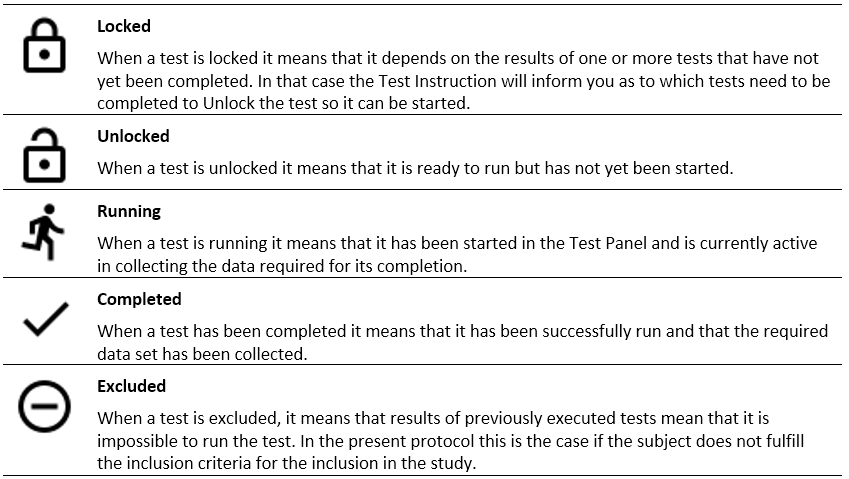 Locked
When a test is locked it means that it depends on the results of one or more tests that have not
yet been completed. In that case the Test Instruction will inform you as to which tests need to be
completed to Unlock the test so it can be started.
Unlocked
When a test is unlocked it means that it is ready to run but has not yet been started.
Running
When a test is running it means that it has been started in the Test Panel and is currently active
in collecting the data required for its completion.
Completed
When a test has been completed it means that it has been successfully run and that the required
data set has been collected.
Excluded
When a test is excluded, it means that results of previously executed tests mean that it is
impossible to run the test. In the present protocol this is the case if the subject does not fulfill
the inclusion criteria for the inclusion in the study.